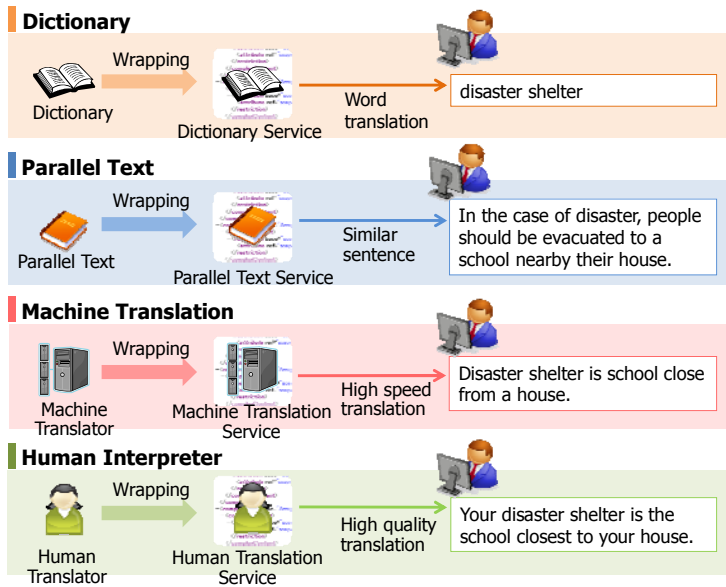 Dictionary
Wrapping
Dictionary
Dictionary Service
Word
translation
disaster shelter
Parallel Text
Wrapping
Parallel Text
Parallel Text Service
Similar
sentence
In the case of disaster, people
should be evacuated to a
school nearby their house.
Machine Translation
Wrapping
Machine
Translator
Machine Translation
Service
High speed
translation
Disaster shelter is school close
from a house.
Human Interpreter
Wrapping
Human
Translator
Human Translation
Service
High quality
translation
Your disaster shelter is the
school closest to your house.